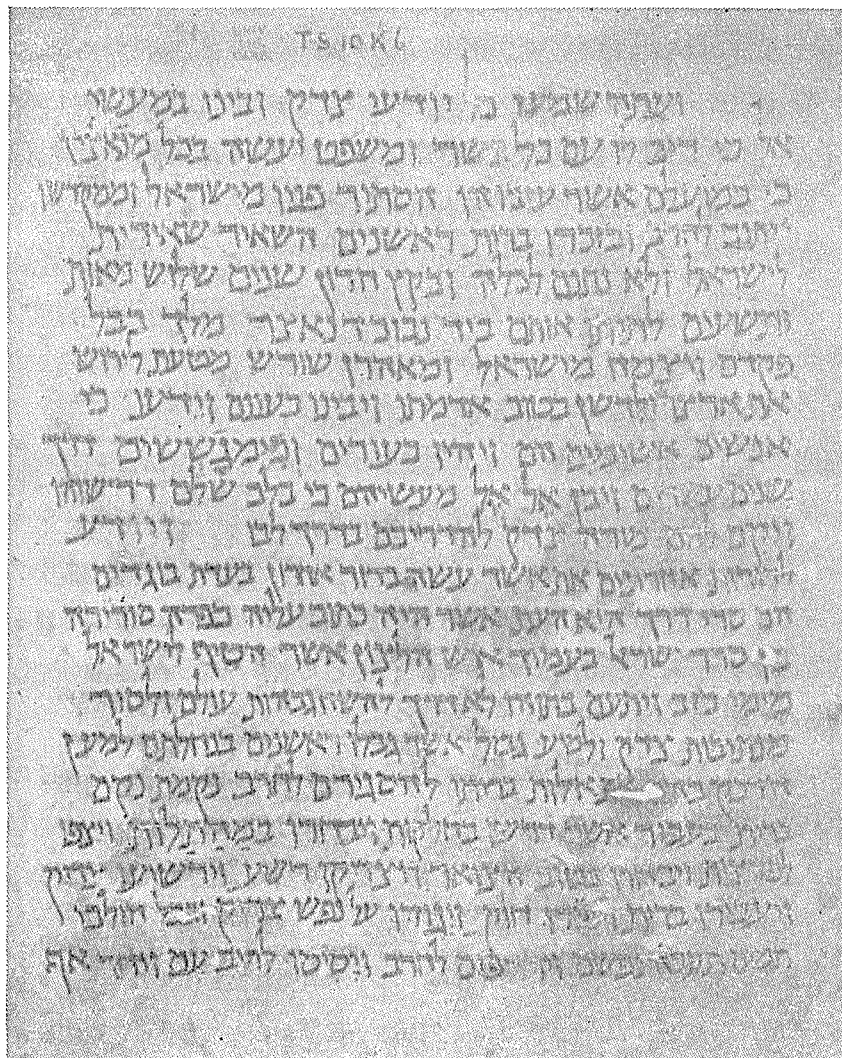 TS 10 K 6
ועתה שמעו כל יודעי צדק ובינו במעשי
אל כי ריב לו עם כל בשר ומשפט יעשה בכל מנאציו
כי במועלם אשר עזבוהו הסתיר פניו מישראל וממקדשו
ויתנם לחרב ובזכרו ברית ראשנים השאיר שאירית
לישראל ולא נתנם לכלה ובקץ חרון שנים שלוש מאות
ותשעים לתיתו אותם ביד נבוכדנאצר מלך בבל
פקדם ויצמח מישראל ומאהרן שורש מטעת לירוש
את ארצו ולדשן בטוב אדמתו ויבינו בעונם וידעו כי
אנשים אשימים הם ויהיו כעורים וכימגששים דרך
שנים עשרים ויבן אל אל מעשיהם כי בלב שלם דרשוהו
ויקם להם מורה צדק להדריכם בדרך לבו ויודע
לדורות אחרונים את אשר עשה בדור אחרון בעדת בוגדים
הם סרי דרך היא העת אשר היה כתוב עליה כפרה סורירה
כן סרר ישראל בעמוד איש הלצון אשר הטיף לישראל
מימי כזב ויתעם בתוהו לא דרך להשח גבהות עולם ולסור
מנתיבות צדק ולסיע גבול אשר גבלו ראשנים בנחלתם למען
הדבק בהם אלות בריתו להסגירם לחרב נקמת נקם
ברית בעבור אשר דרשו בחלקות ויבחרו במהתלות ויצפו
לפרצות ויבחרו בטוב הצואר ויצדיקו רשע וירשיעו צדיק
ויעבירו ברית ויפירו חוק ויגודו על נפש צדיק ובכל הולכי
תמים תעבה נפשם וירדפום לחרב ויסיסו לריב עם ויחר אף